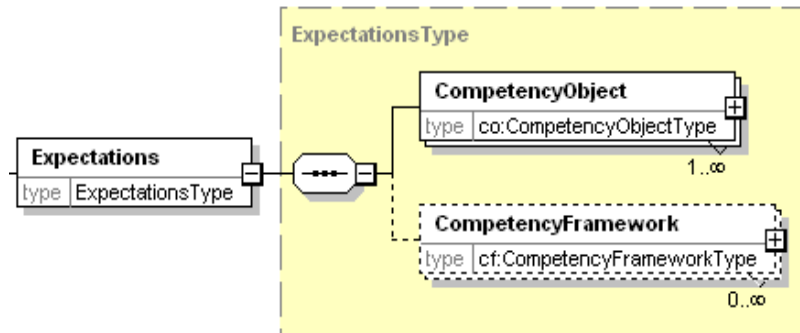 ExpectationsType
CompetencyObject
type co:CompetencyObjectType
1..∞
Expectations
type ExpectationsType
CompetencyFramework
type cf:CompetencyFrameworkType
0..∞